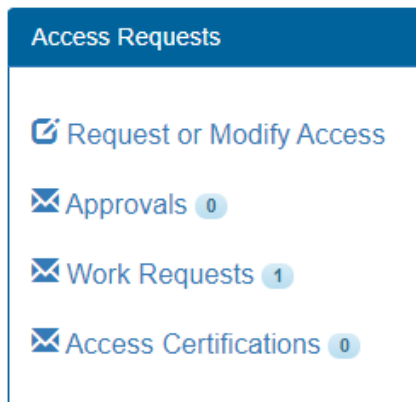 Access Requests
Request or Modify Access
Approvals 0
Work Requests 1
Access Certifications 0